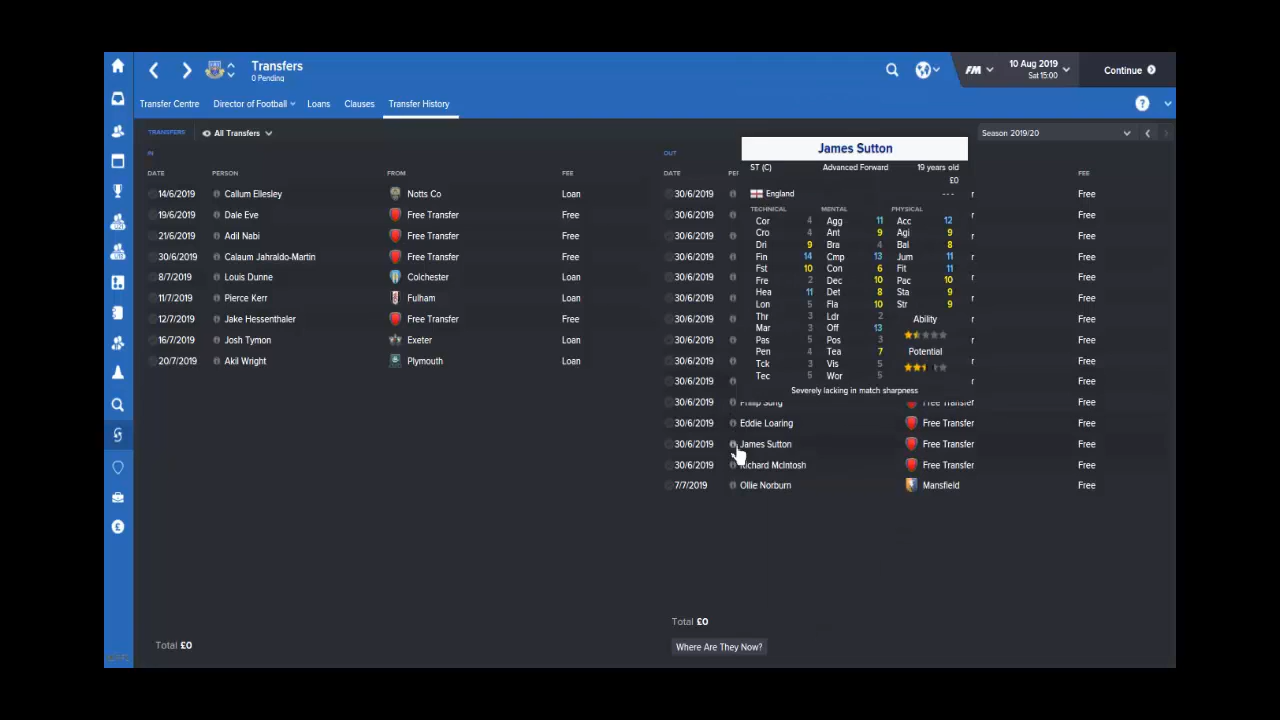 Transfers
0 Pending
FM
10 Aug 2019
Sat 15:00
Continue
Transfer Centre Director of Football Loans Clauses Transfer History
?
TRANSFERS All Transfers
Season 2019/20
IN
DATE PERSON FROM FEE
14/6/2019 Callum Ellesley Notts Co Loan
19/6/2019 Dale Eve Free Transfer Free
21/6/2019 Adil Nabi Free Transfer Free
30/6/2019 Calaum Jahraldo-Martin Free Transfer Free
8/7/2019 Louis Dunne Colchester Loan
11/7/2019 Pierce Kerr Fulham Loan
12/7/2019 Jake Hessenthaler Free Transfer Free
16/7/2019 Josh Tymon Exeter Loan
20/7/2019 Akil Wright Plymouth Loan
Total £0
OUT
DATE PER FEE
30/6/2019 r Free
30/6/2019 r Free
30/6/2019 r Free
30/6/2019 r Free
30/6/2019 r Free
30/6/2019 r Free
30/6/2019 r Free
30/6/2019 r Free
30/6/2019 r Free
30/6/2019 r Free
30/6/2019 Philip Sung Free Transfer Free
30/6/2019 Eddie Loaring Free Transfer Free
30/6/2019 James Sutton Free Transfer Free
30/6/2019 Richard McIntosh Free Transfer Free
7/7/2019 Ollie Norburn Mansfield Free
Total £0
Where Are They Now?
James Sutton
ST (C) Advanced Forward 19 years old
£0
England - - -
TECHNICAL MENTAL PHYSICAL
Cor 4 Agg 11 Acc 12
Cro 4 Ant 9 Agi 9
Dri 9 Bra 4 Bal 8
Fin 14 Cmp 13 Jum 11
Fst 10 Con 6 Fit 11
Fre 2 Dec 10 Pac 10
Hea 11 Det 8 Sta 9
Lon 5 Fla 10 Str 9
Thr 3 Ldr 2 Ability
Mar 3 Off 13
Pas 5 Pos 3
Pen 4 Tea 7 Potential
Tck 3 Vis 5
Tec 5 Wor 5
Severely lacking in match sharpness